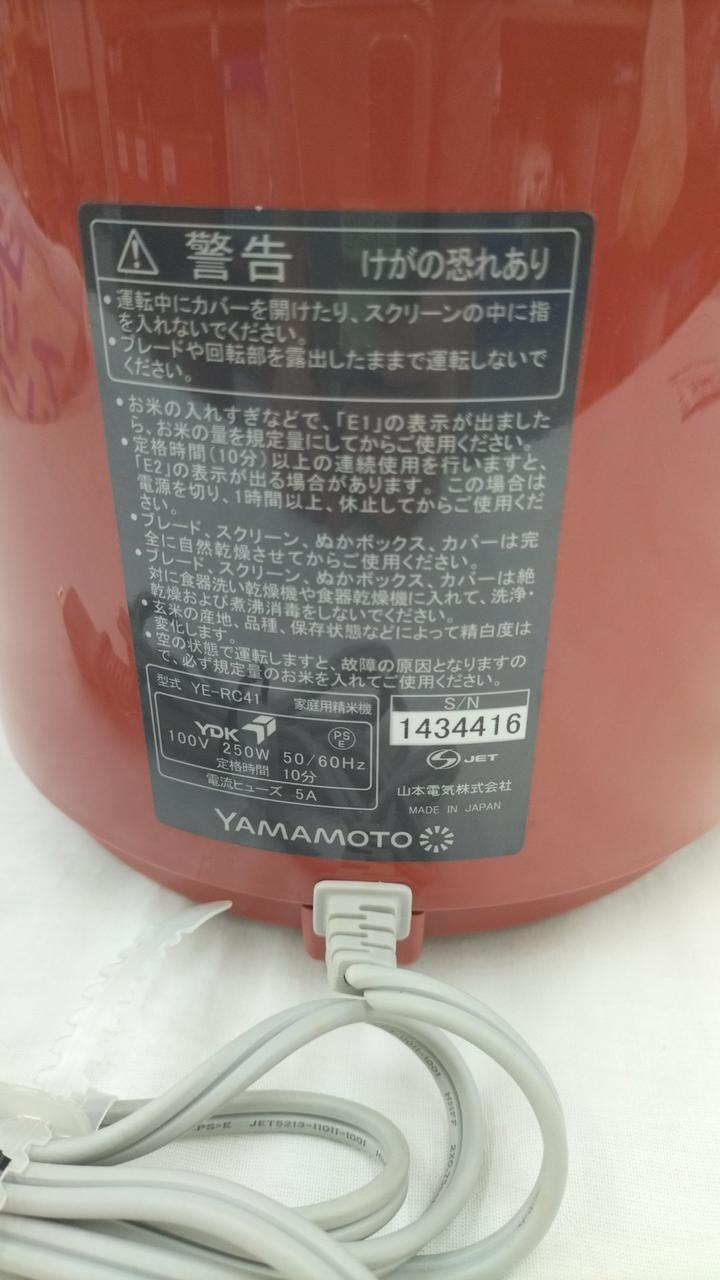 警告 けがの恐れあり
•運転中にカバーを開けたり、スクリーンの中に指
を入れないでください。
•ブレードや回転部を露出したままで運転しないで
ください。
•お米の入れすぎなどで、「E1」の表示が出ました
ら、お米の量を規定量にしてからご使用ください。
•定格時間(10分)以上の連続使用を行いますと、
「E2」の表示が出る場合があります。この場合は
電源を切り、1時間以上、休止してからご使用くだ
さい。
•ブレード、スクリーン、ぬかボックス、カバーは完
全に自然乾燥させてからご使用ください。
•ブレード、スクリーン、ぬかボックス、カバーは絶
対に食器洗い乾燥機や食器乾燥機に入れて、洗浄・
乾燥および煮沸消毒をしないでください。
•玄米の産地、品種、保存状態などによって精白度は
変化します。
•空の状態で運転しますと、故障の原因となりますの
で、必ず規定量のお米を入れてご使用ください。
型式 YE-RC41 家庭用精米機
YDK PS E
100V 250W 50/60Hz
定格時間 10分
電流ヒューズ 5A
S/N
1434416
JET
山本電気株式会社
MADE IN JAPAN
YAMAMOTO
PS>E JET5213-11011-1001